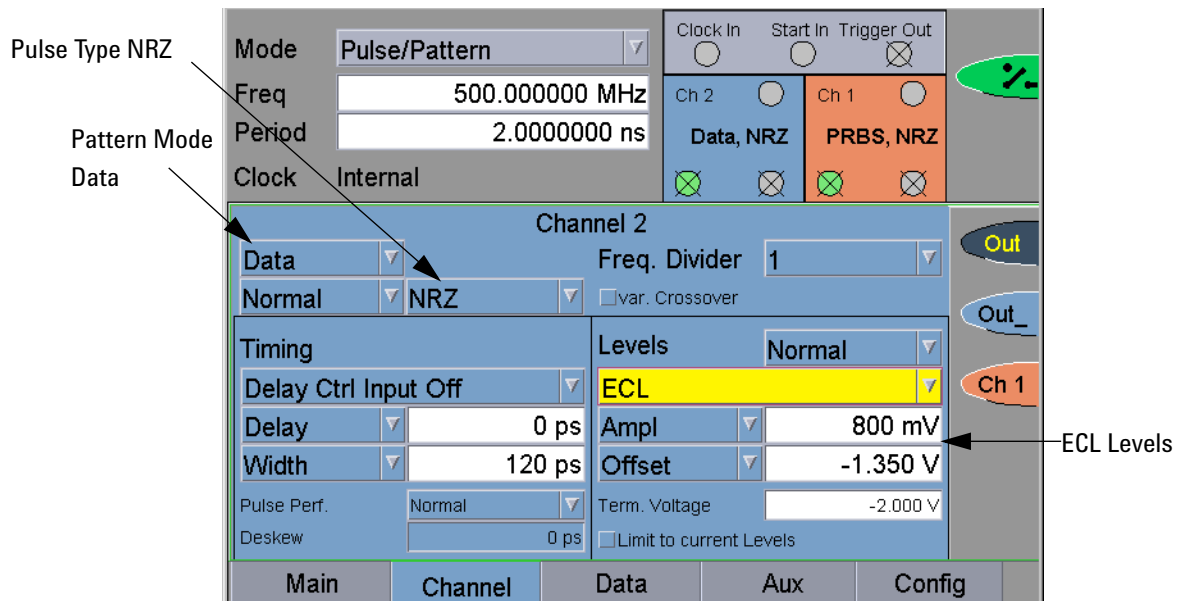 Pulse Type NRZ
Pattern Mode
Data
Mode Pulse/Pattern
Freq 500.000000 MHz
Period 2.0000000 ns
Clock Internal
Clock In Start In Trigger Out
Ch 2 Ch 1
Data, NRZ PRBS, NRZ
Channel 2
Data Freq. Divider 1
Normal NRZ var. Crossover
Timing Levels Normal
Delay Ctrl Input Off ECL
Delay 0 ps Ampl 800 mV
Width 120 ps Offset -1.350 V
Pulse Perf. Normal Term. Voltage -2.000 V
Deskew 0 ps Limit to current Levels
Out
Out_
Ch 1
ECL Levels
Main Channel Data Aux Config